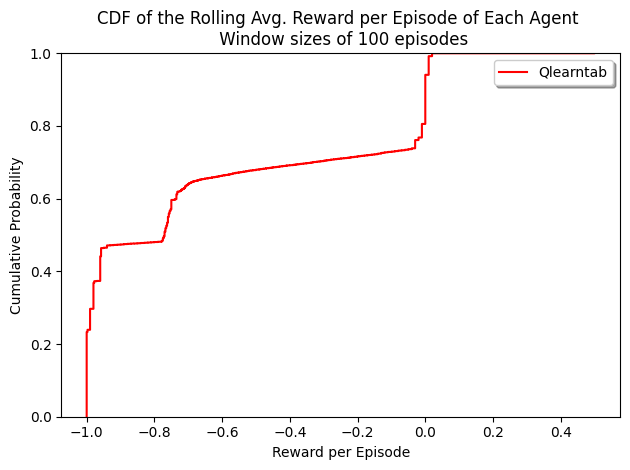 CDF of the Rolling Avg. Reward per Episode of Each Agent
Window sizes of 100 episodes
Qlearntab
1.0
0.8
0.6
0.4
0.2
0.0
Cumulative Probability
−1.0 −0.8 −0.6 −0.4 −0.2 0.0 0.2 0.4
Reward per Episode